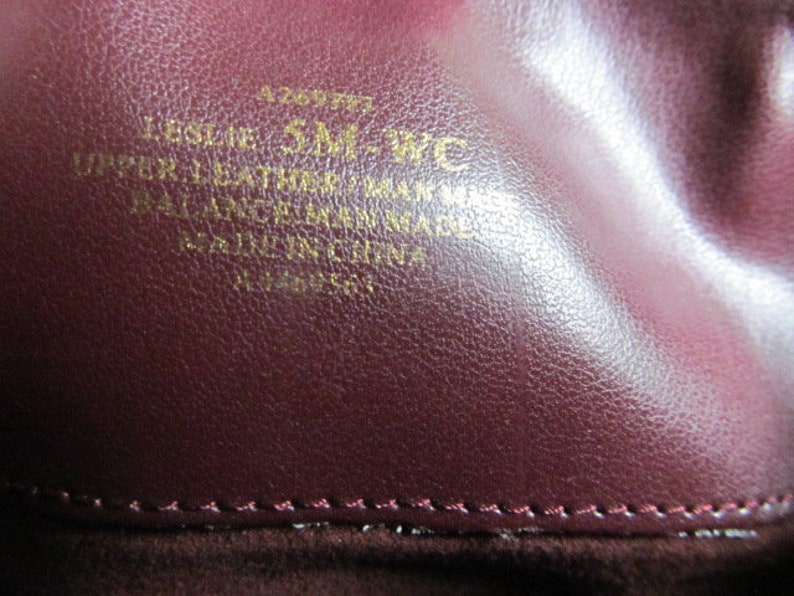 LESLIE 5M-WC
UPPER-LEATHER/MAN MADE
BALANCE/MAN MADE
MADE IN CHINA